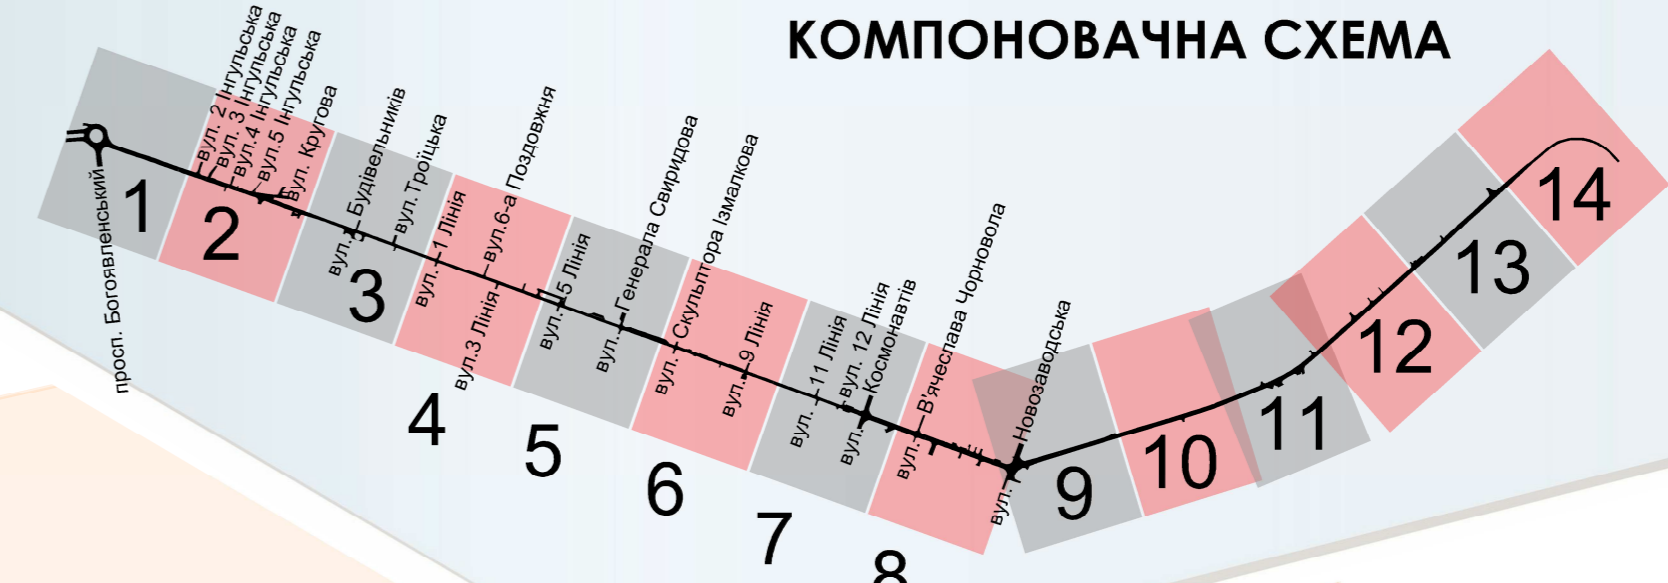 КОМПОНОВАЧНА СХЕМА
просп. Богоявленський
вул. 2 Інгульська
вул. 3 Інгульська
вул.4 Інгульська
вул.5 Інгульська
вул. Кругова
вул. Будівельників
вул. Троїцька
вул. 1 Лінія
вул.6-а Поздовжня
вул.3 Лінія
вул. 5 Лінія
вул. Генерала Свиридова
вул. Скульптора Ізмалкова
вул. 9 Лінія
вул. 11 Лінія
вул. 12 Лінія
вул. Космонавтів
вул. В'ячеслава Чорновола
вул. Новозаводська
1
2
3
4
5
6
7
8
9
10
11
12
13
14